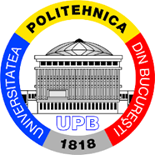 UNIVERSITATEA
POLITEHNICA
DIN BUCUREŞTI
UPB
1818